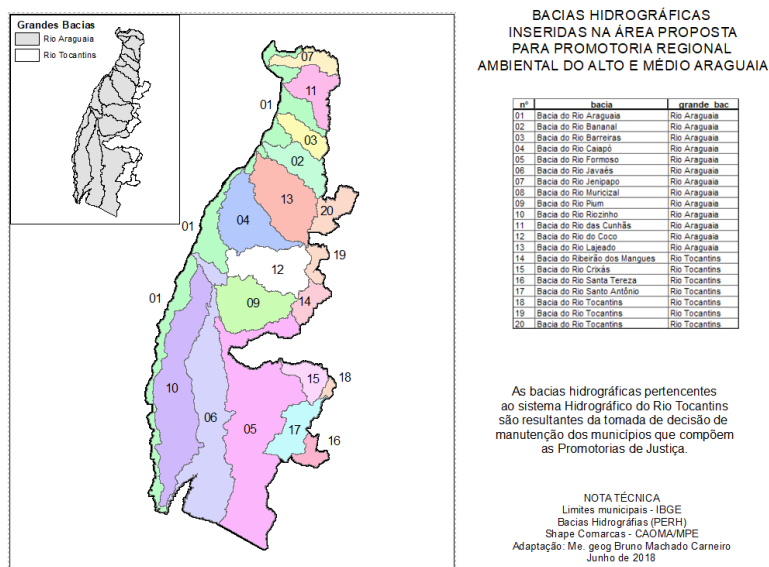 Grandes Bacias
Rio Araguaia
Rio Tocantins
07
11
01
03
02
13
20
04
01
19
12
01
14
09
15
18
10
06
05
17
16
BACIAS HIDROGRÁFICAS
INSERIDAS NA ÁREA PROPOSTA
PARA PROMOTORIA REGIONAL
AMBIENTAL DO ALTO E MÉDIO ARAGUAIA
nº bacia grande_bac
01 Bacia do Rio Araguaia Rio Araguaia
02 Bacia do Rio Bananal Rio Araguaia
03 Bacia do Rio Barreiras Rio Araguaia
04 Bacia do Rio Caiapó Rio Araguaia
05 Bacia do Rio Formoso Rio Araguaia
06 Bacia do Rio Javaés Rio Araguaia
07 Bacia do Rio Jenipapo Rio Araguaia
08 Bacia do Rio Muricizal Rio Araguaia
09 Bacia do Rio Pium Rio Araguaia
10 Bacia do Rio Riozinho Rio Araguaia
11 Bacia do Rio das Cunhãs Rio Araguaia
12 Bacia do Rio do Coco Rio Araguaia
13 Bacia do Rio Lajeado Rio Araguaia
14 Bacia do Ribeirão dos Mangues Rio Tocantins
15 Bacia do Rio Crixás Rio Tocantins
16 Bacia do Rio Santa Tereza Rio Tocantins
17 Bacia do Rio Santo Antônio Rio Tocantins
18 Bacia do Rio Tocantins Rio Tocantins
19 Bacia do Rio Tocantins Rio Tocantins
20 Bacia do Rio Tocantins Rio Tocantins
As bacias hidrográficas pertencentes
ao sistema Hidrográfico do Rio Tocantins
são resultantes da tomada de decisão de
manutenção dos municípios que compõem
as Promotorias de Justiça.
NOTA TÉCNICA
Limites municipais - IBGE
Bacias Hidrográfias (PERH)
Shape Comarcas - CAOMA/MPE
Adaptação: Me. geog Bruno Machado Carneiro
Junho de 2018